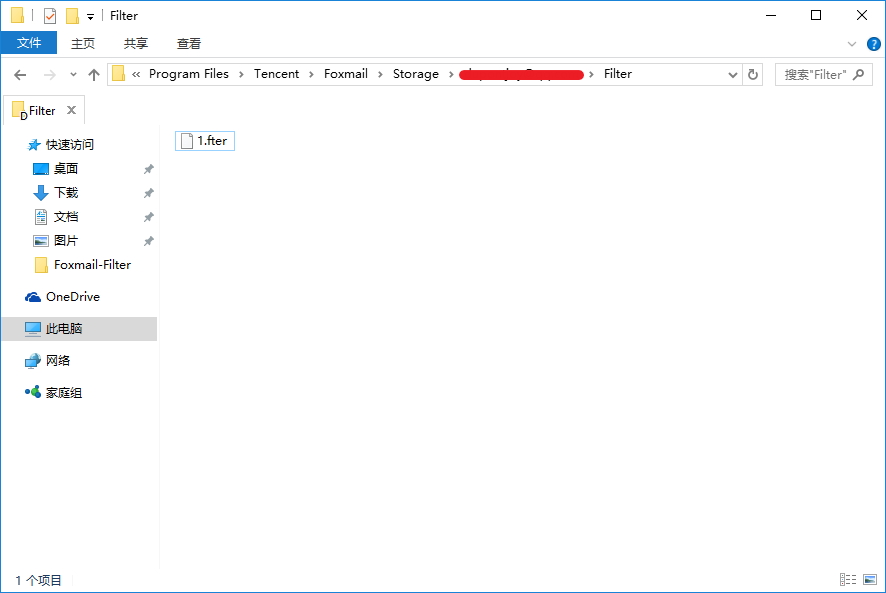 Filter
文件 主页 共享 查看
« Program Files › Tencent › Foxmail › Storage › › Filter 搜索"Filter"
Filter
快速访问
1.fter
桌面
下载
文档
图片
Foxmail-Filter
OneDrive
此电脑
网络
家庭组
1 个项目